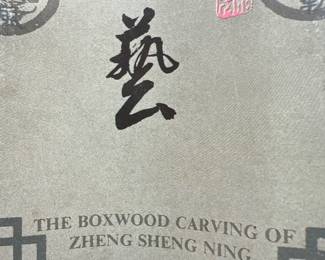 藝
THE BOXWOOD CARVING OF
ZHENG SHENG NING